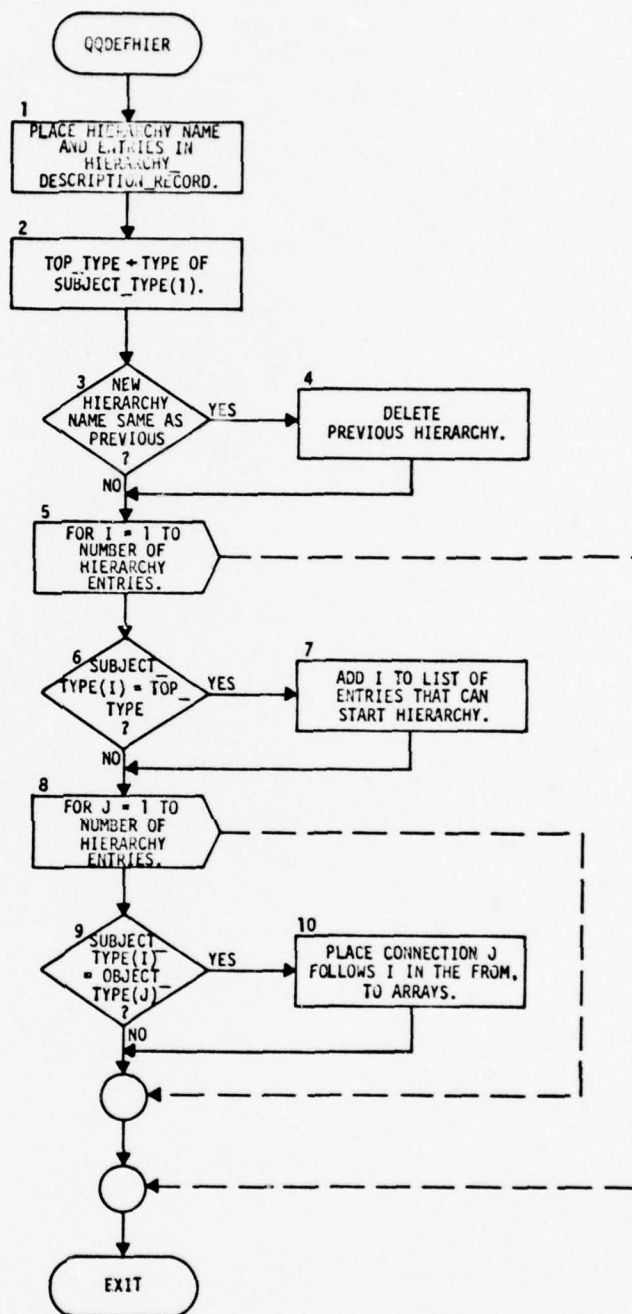 QQDEFHIER
1
PLACE HIERARCHY NAME
AND ENTRIES IN
HIERARCHY_
DESCRIPTION_RECORD.
2
TOP_TYPE ← TYPE OF
SUBJECT_TYPE(1).
3
NEW
HIERARCHY
NAME SAME AS
PREVIOUS
?
YES
4
DELETE
PREVIOUS HIERARCHY.
NO
5
FOR I = 1 TO
NUMBER OF
HIERARCHY
ENTRIES.
6
SUBJECT_
TYPE(I) = TOP_
TYPE
?
YES
7
ADD I TO LIST OF
ENTRIES THAT CAN
START HIERARCHY.
NO
8
FOR J = 1 TO
NUMBER OF
HIERARCHY
ENTRIES.
9
SUBJECT_
TYPE(I)
= OBJECT_
TYPE(J)
?
YES
10
PLACE CONNECTION J
FOLLOWS I IN THE FROM,
TO ARRAYS.
NO
EXIT